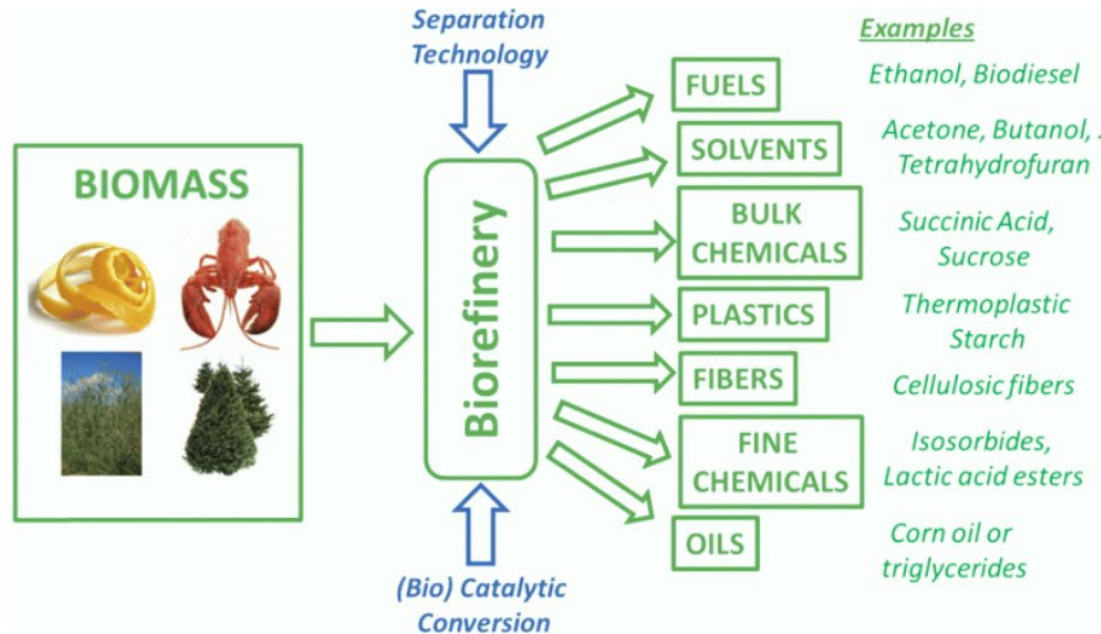 Separation
Technology
Examples
BIOMASS
Biorefinery
FUELS
Ethanol, Biodiesel
SOLVENTS
Acetone, Butanol, .
Tetrahydrofuran
BULK
CHEMICALS
Succinic Acid,
Sucrose
PLASTICS
Thermoplastic
Starch
FIBERS
Cellulosic fibers
FINE
CHEMICALS
Isosorbides,
Lactic acid esters
OILS
Corn oil or
triglycerides
(Bio) Catalytic
Conversion